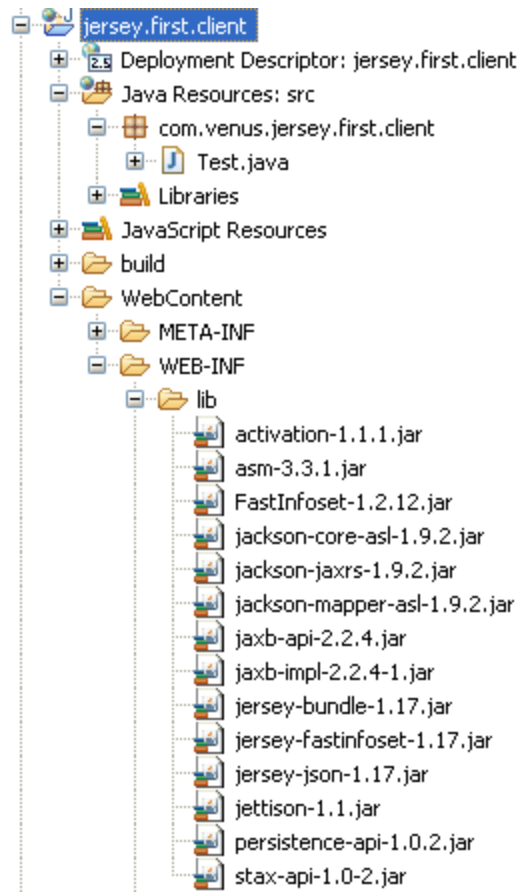 jersey.first.client
2.5 Deployment Descriptor: jersey.first.client
Java Resources: src
com.venus.jersey.first.client
J Test.java
Libraries
JavaScript Resources
build
WebContent
META-INF
WEB-INF
lib
activation-1.1.1.jar
asm-3.3.1.jar
FastInfoset-1.2.12.jar
jackson-core-asl-1.9.2.jar
jackson-jaxrs-1.9.2.jar
jackson-mapper-asl-1.9.2.jar
jaxb-api-2.2.4.jar
jaxb-impl-2.2.4-1.jar
jersey-bundle-1.17.jar
jersey-fastinfoset-1.17.jar
jersey-json-1.17.jar
jettison-1.1.jar
persistence-api-1.0.2.jar
stax-api-1.0-2.jar